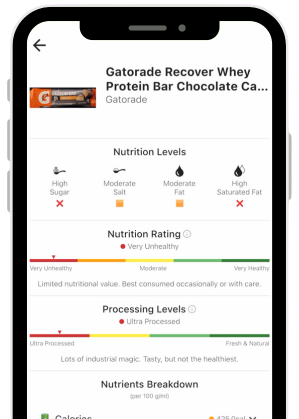 Gatorade Recover Whey
Protein Bar Chocolate Ca...
Gatorade
Nutrition Levels
High
Sugar
Moderate
Salt
Moderate
Fat
High
Saturated Fat
Nutrition Rating
Very Unhealthy
Very Unhealthy Moderate Very Healthy
Limited nutritional value. Best consumed occasionally or with care.
Processing Levels
Ultra Processed
Ultra Processed Fresh & Natural
Lots of industrial magic. Tasty, but not the healthiest.
Nutrients Breakdown
(per 100 g/ml)
Calories